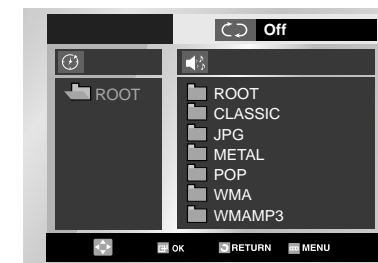 Off
ROOT
ROOT
CLASSIC
JPG
METAL
POP
WMA
WMAMP3
OK RETURN MENU